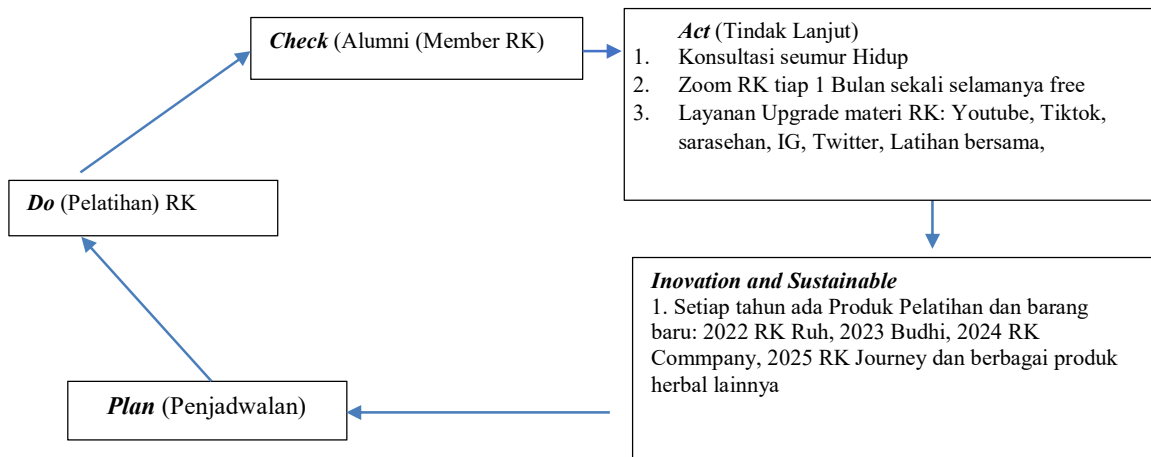 Check (Alumni (Member RK)
Act (Tindak Lanjut)
1. Konsultasi seumur Hidup
2. Zoom RK tiap 1 Bulan sekali selamanya free
3. Layanan Upgrade materi RK: Youtube, Tiktok,
sarasehan, IG, Twitter, Latihan bersama,
Do (Pelatihan) RK
Inovation and Sustainable
1. Setiap tahun ada Produk Pelatihan dan barang
baru: 2022 RK Ruh, 2023 Budhi, 2024 RK
Commpany, 2025 RK Journey dan berbagai produk
herbal lainnya
Plan (Penjadwalan)